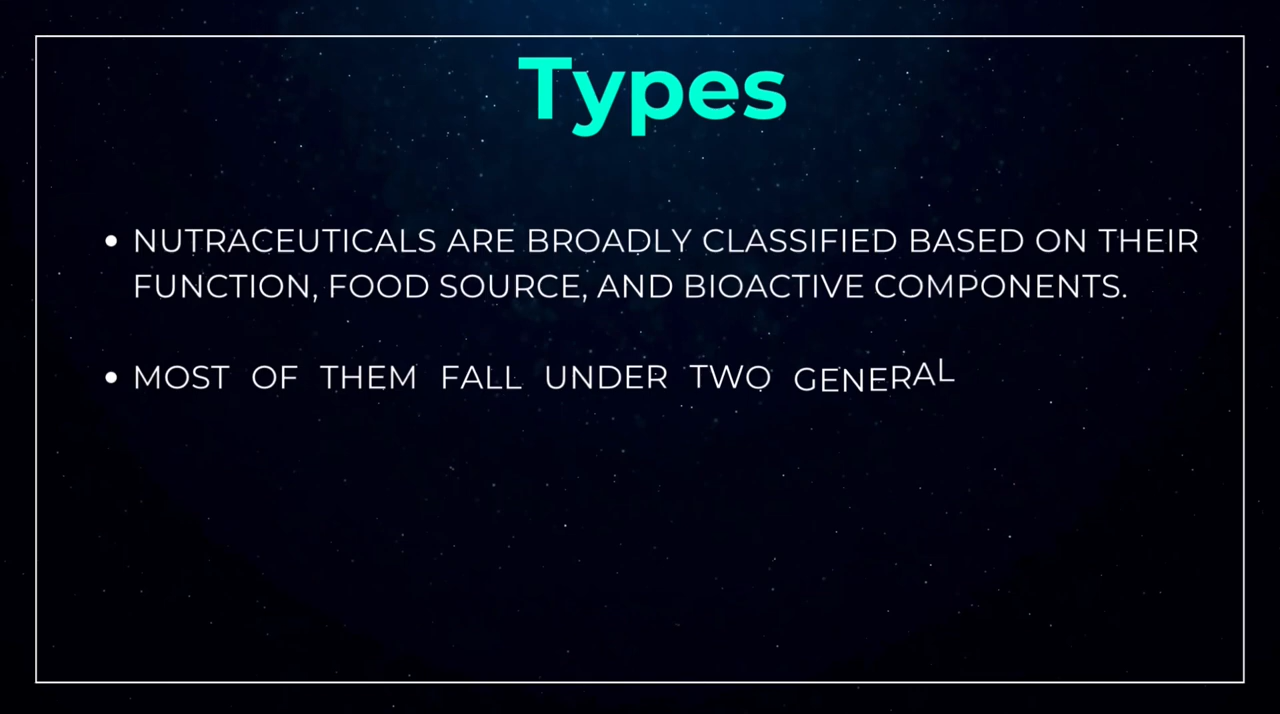 Types
• NUTRACEUTICALS ARE BROADLY CLASSIFIED BASED ON THEIR
FUNCTION, FOOD SOURCE, AND BIOACTIVE COMPONENTS.
• MOST OF THEM FALL UNDER TWO GENERAL